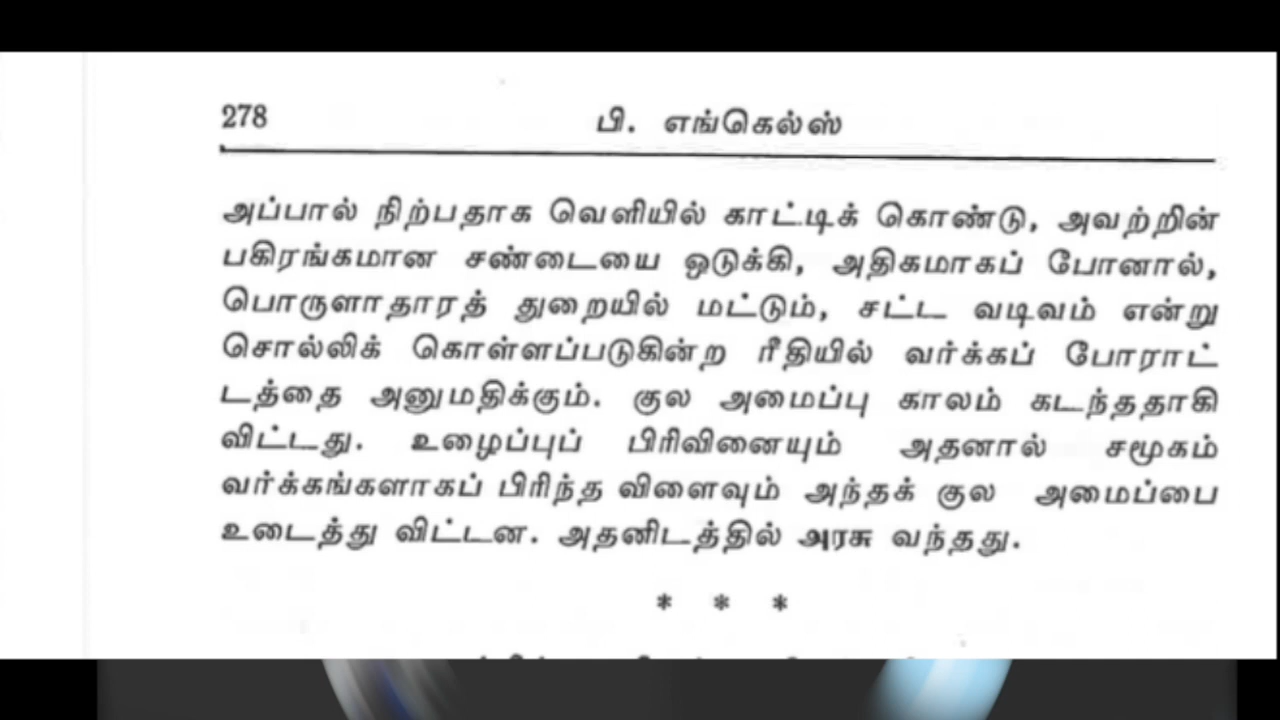 278
பி. எங்கெல்ஸ்
அப்பால் நிற்பதாக வெளியில் காட்டிக் கொண்டு, அவற்றின்
பகிரங்கமான சண்டையை ஒடுக்கி, அதிகமாகப் போனால்,
பொருளாதாரத் துறையில் மட்டும், சட்ட வடிவம் என்று
சொல்லிக் கொள்ளப்படுகின்ற ரீதியில் வர்க்கப் போராட்
டத்தை அனுமதிக்கும். குல அமைப்பு காலம் கடந்ததாகி
விட்டது. உழைப்புப் பிரிவினையும் அதனால் சமூகம்
வர்க்கங்களாகப் பிரிந்த விளைவும் அந்தக் குல அமைப்பை
உடைத்து விட்டன. அதனிடத்தில் அரசு வந்தது.
* * *